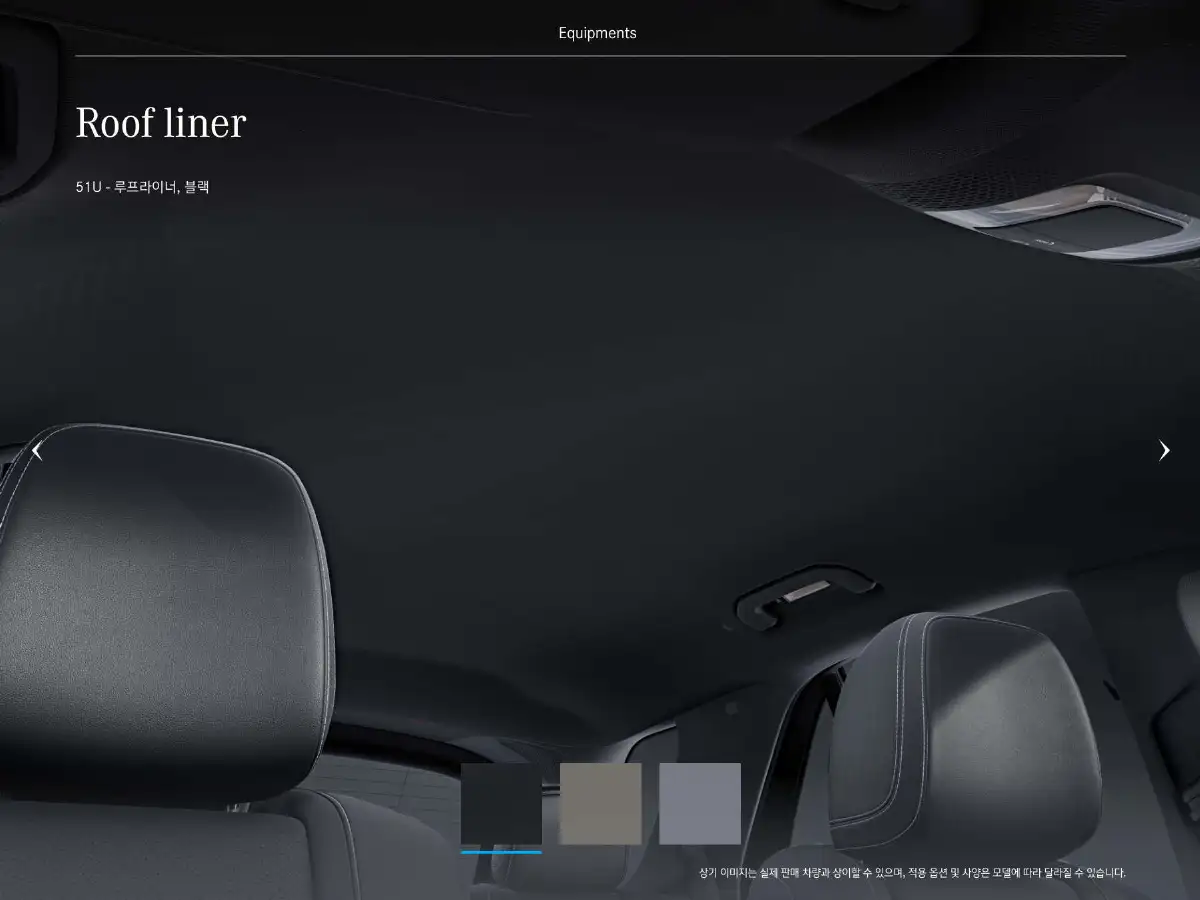 Equipments
Roof liner
51U - 루프라이너, 블랙
상기 이미지는 실제 판매 차량과 상이할 수 있으며, 적용 옵션 및 사양은 모델에 따라 달라질 수 있습니다.